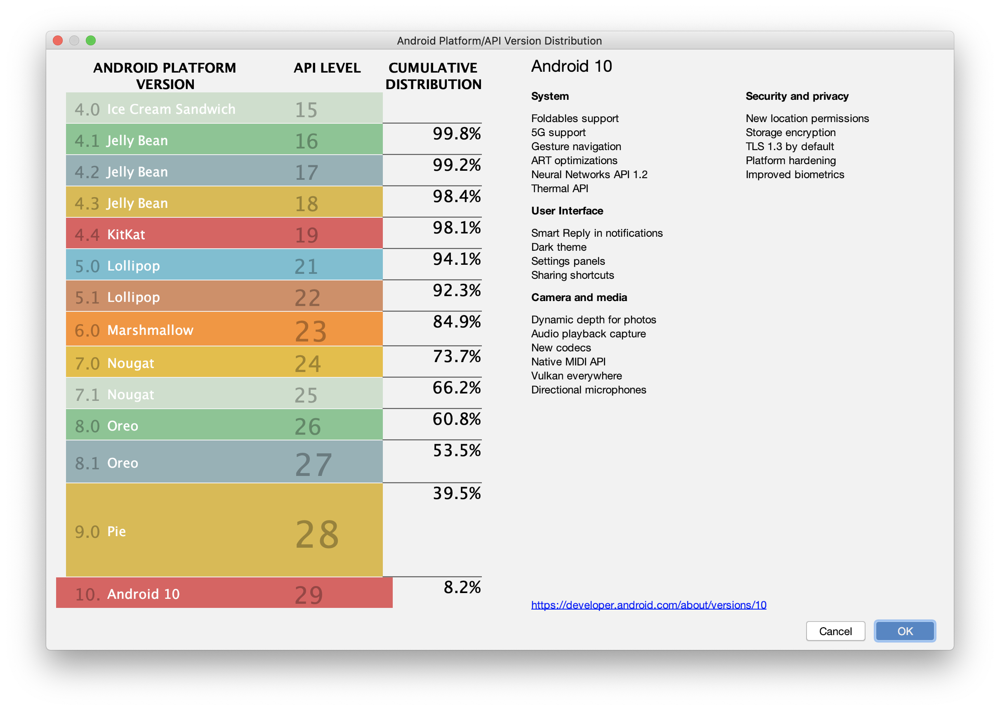 Android Platform/API Version Distribution
ANDROID PLATFORM
VERSION
API LEVEL
CUMULATIVE
DISTRIBUTION
4.0 Ice Cream Sandwich 15
99.8%
4.1 Jelly Bean 16
99.2%
4.2 Jelly Bean 17
98.4%
4.3 Jelly Bean 18
98.1%
4.4 KitKat 19
94.1%
5.0 Lollipop 21
92.3%
5.1 Lollipop 22
84.9%
6.0 Marshmallow 23
73.7%
7.0 Nougat 24
66.2%
7.1 Nougat 25
60.8%
8.0 Oreo 26
53.5%
8.1 Oreo 27
39.5%
9.0 Pie 28
8.2%
10. Android 10 29
Android 10
System
Foldables support
5G support
Gesture navigation
ART optimizations
Neural Networks API 1.2
Thermal API
User Interface
Smart Reply in notifications
Dark theme
Settings panels
Sharing shortcuts
Camera and media
Dynamic depth for photos
Audio playback capture
New codecs
Native MIDI API
Vulkan everywhere
Directional microphones
Security and privacy
New location permissions
Storage encryption
TLS 1.3 by default
Platform hardening
Improved biometrics
https://developer.android.com/about/versions/10
Cancel
OK